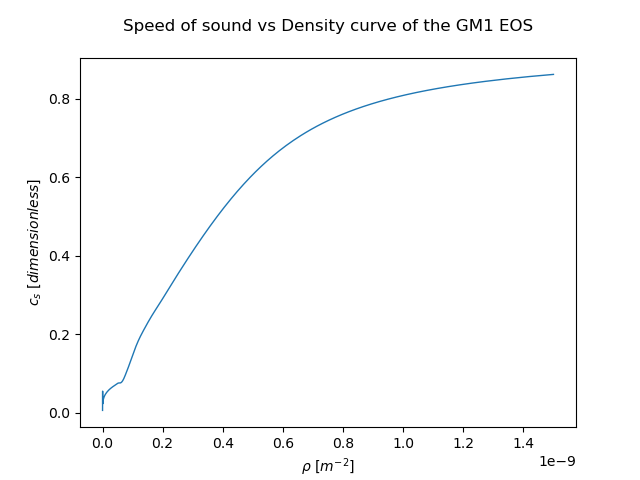 Speed of sound vs Density curve of the GM1 EOS
0.8
0.6
0.4
0.2
0.0
c_s [dimensionless]
0.0 0.2 0.4 0.6 0.8 1.0 1.2 1.4
1e−9
ρ [m⁻²]